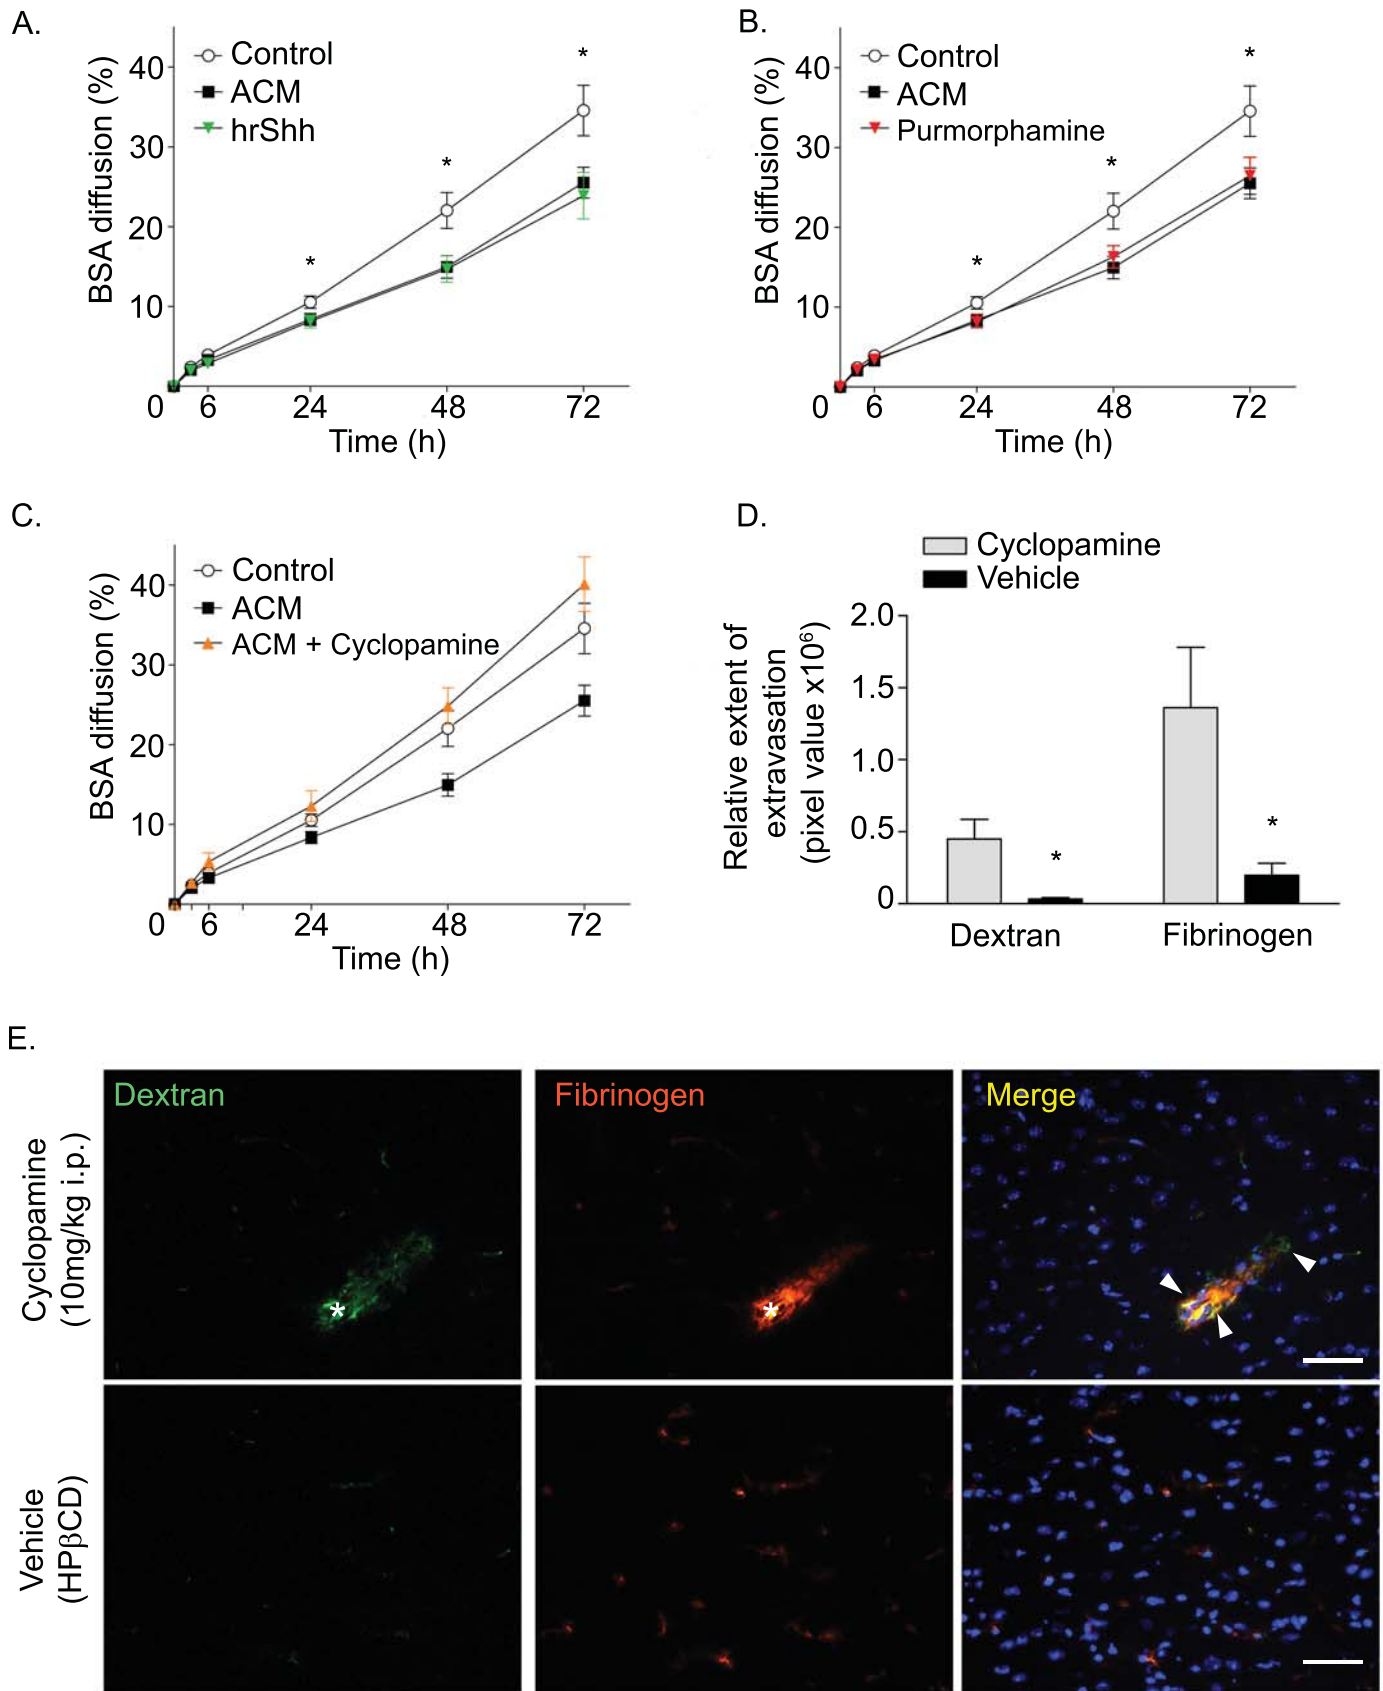 A.
Control
ACM
hrShh
*
*
*
BSA diffusion (%)
40
30
20
10
0
6
24
48
72
Time (h)
B.
Control
ACM
Purmorphamine
*
*
*
BSA diffusion (%)
40
30
20
10
0
6
24
48
72
Time (h)
C.
Control
ACM
ACM + Cyclopamine
BSA diffusion (%)
40
30
20
10
0
6
24
48
72
Time (h)
D.
Cyclopamine
Vehicle
Relative extent of
extravasation
(pixel value x10⁶)
2.0
1.5
1.0
0.5
0
*
*
Dextran
Fibrinogen
E.
Dextran
Fibrinogen
Merge
Cyclopamine
(10mg/kg i.p.)
*
*
Vehicle
(HPβCD)